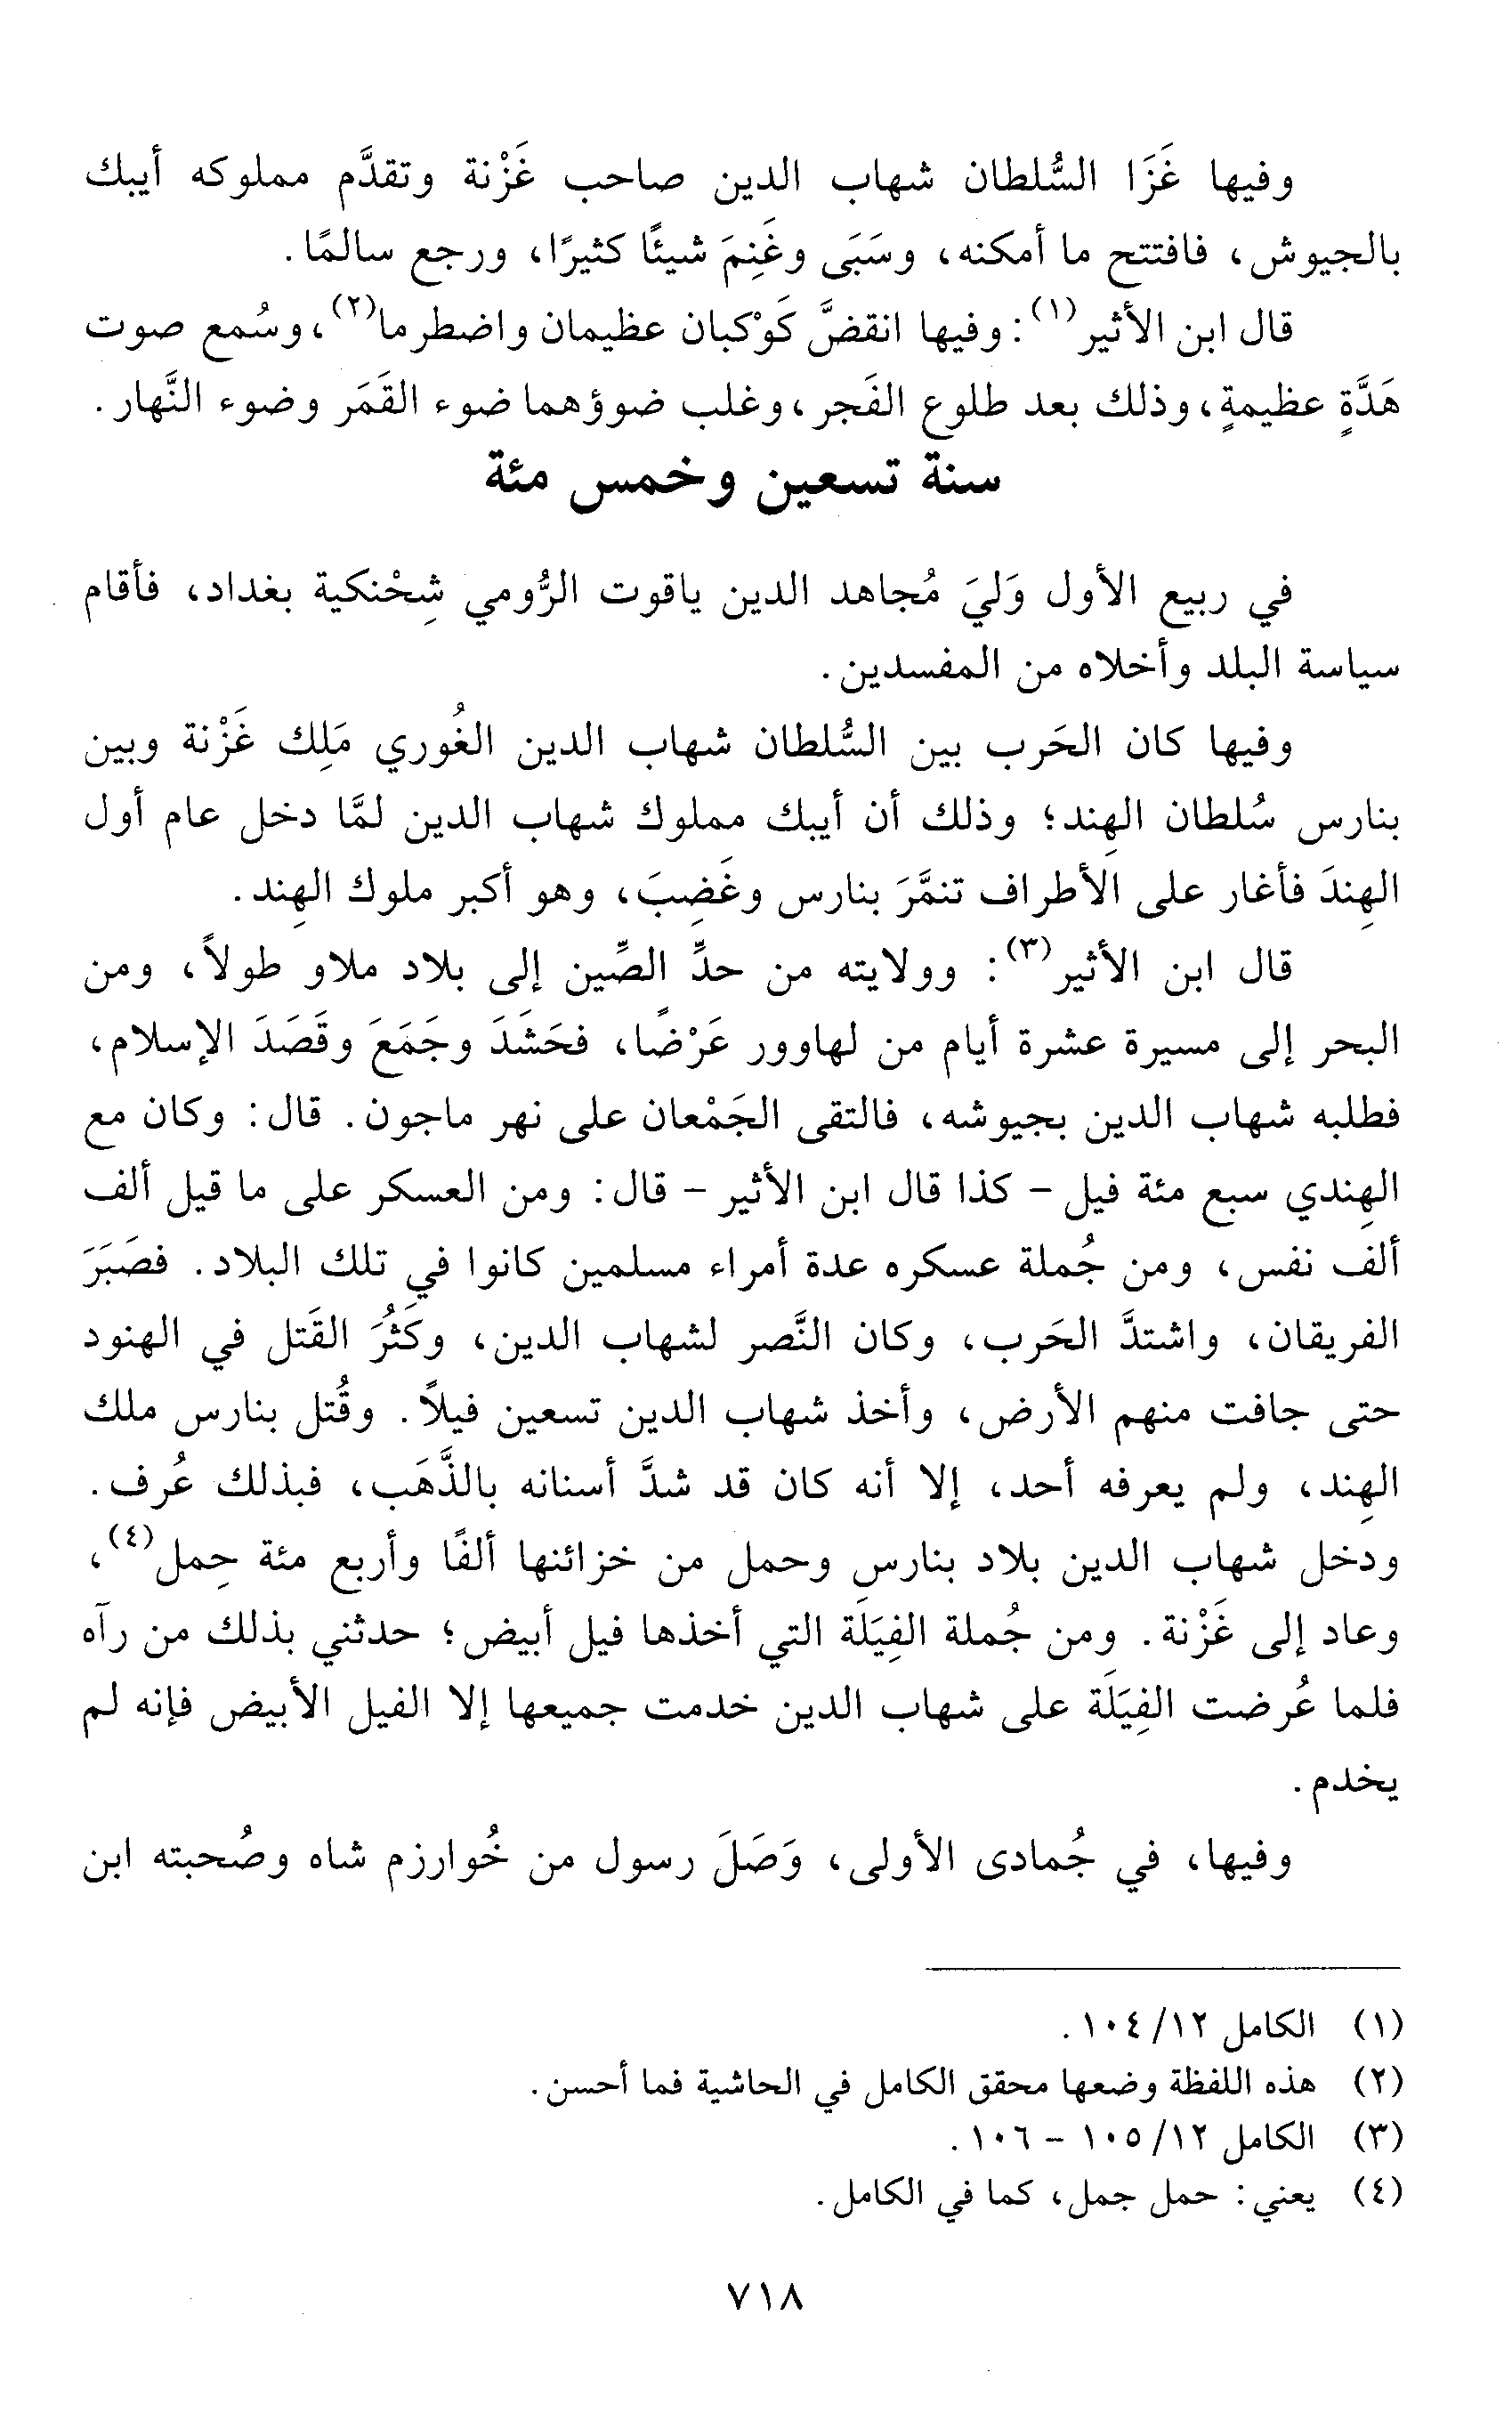 وفيها غَزَا السُّلطان شهاب الدين صاحب غَزْنة وتقدَّم مملوكه أيبك
بالجيوش، فافتتح ما أمكنه، وسَبَى وغَنِمَ شيئًا كثيرًا، ورجع سالمًا.
قال ابن الأثير(١): وفيها انقضَّ كَوْكبان عظيمان واضطرما(٢)، وسُمع صوت
هَدَّةٍ عظيمةٍ، وذلك بعد طلوع الفَجر، وغلب ضوؤهما ضوء القَمَر وضوء النَّهار.
سنة تسعين وخمس مئة
في ربيع الأول وَليَ مُجاهد الدين ياقوت الرُّومي شِحْنكية بغداد، فأقام
سياسة البلد وأخلاه من المفسدين.
وفيها كان الحَرب بين السُّلطان شهاب الدين الغُوري مَلِك غَزْنة وبين
بنارس سُلطان الهِند؛ وذلك أن أيبك مملوك شهاب الدين لمَّا دخل عام أول
الهِندَ فأغار على الأطراف تنمَّرَ بنارس وغَضِبَ، وهو أكبر ملوك الهِند.
قال ابن الأثير(٣): وولايته من حدِّ الصِّين إلى بلاد ملاو طولاً، ومن
البحر إلى مسيرة عشرة أيام من لهاوور عَرْضًا، فحَشَدَ وجَمَعَ وقَصَدَ الإسلام،
فطلبه شهاب الدين بجيوشه، فالتقى الجَمْعان على نهر ماجون. قال: وكان مع
الهِندي سبع مئة فيل - كذا قال ابن الأثير - قال: ومن العسكر على ما قيل ألف
ألف نفس، ومن جُملة عسكره عدة أمراء مسلمين كانوا في تلك البلاد. فصَبَرَ
الفريقان، واشتدَّ الحَرب، وكان النَّصر لشهاب الدين، وكَثُرَ القَتل في الهنود
حتى جافت منهم الأرض، وأخذ شهاب الدين تسعين فيلاً. وقُتل بنارس ملك
الهِند، ولم يعرفه أحد، إلا أنه كان قد شدَّ أسنانه بالذَّهَب، فبذلك عُرف.
ودخل شهاب الدين بلاد بنارس وحمل من خزائنها ألفًا وأربع مئة حِمل(٤)،
وعاد إلى غَزْنة. ومن جُملة الفِيَلَة التي أخذها فيل أبيض؛ حدثني بذلك من رآه
فلما عُرضت الفِيَلَة على شهاب الدين خدمت جميعها إلا الفيل الأبيض فإنه لم
يخدم.
وفيها، في جُمادى الأولى، وَصَلَ رسول من خُوارزم شاه وصُحبته ابن
(١) الكامل ١٢/ ١٠٤.
(٢) هذه اللفظة وضعها محقق الكامل في الحاشية فما أحسن.
(٣) الكامل ١٢/ ١٠٥ - ١٠٦.
(٤) يعني: حمل جمل، كما في الكامل.
٧١٨